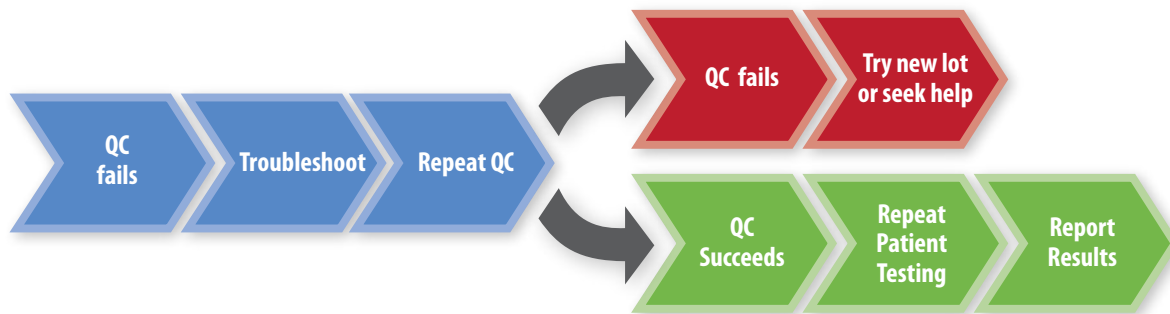 QC
fails
Troubleshoot
Repeat QC
QC fails
Try new lot
or seek help
QC
Succeeds
Repeat
Patient
Testing
Report
Results